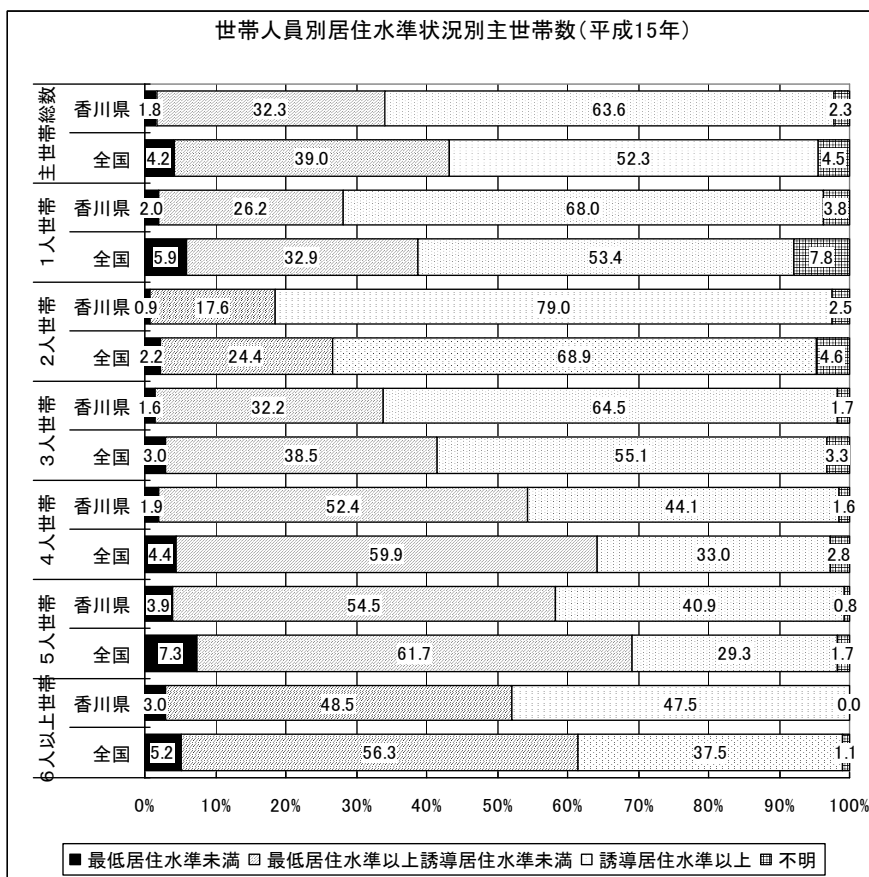 世帯人員別居住水準状況別主世帯数(平成15年)
主世帯総数
香川県 1.8 32.3 63.6 2.3
全国 4.2 39.0 52.3 4.5
1人世帯
香川県 2.0 26.2 68.0 3.8
全国 5.9 32.9 53.4 7.8
2人世帯
香川県 0.9 17.6 79.0 2.5
全国 2.2 24.4 68.9 4.6
3人世帯
香川県 1.6 32.2 64.5 1.7
全国 3.0 38.5 55.1 3.3
4人世帯
香川県 1.9 52.4 44.1 1.6
全国 4.4 59.9 33.0 2.8
5人世帯
香川県 3.9 54.5 40.9 0.8
全国 7.3 61.7 29.3 1.7
6人以上世帯
香川県 3.0 48.5 47.5 0.0
全国 5.2 56.3 37.5 1.1
0% 10% 20% 30% 40% 50% 60% 70% 80% 90% 100%
最低居住水準未満 最低居住水準以上誘導居住水準未満 誘導居住水準以上 不明